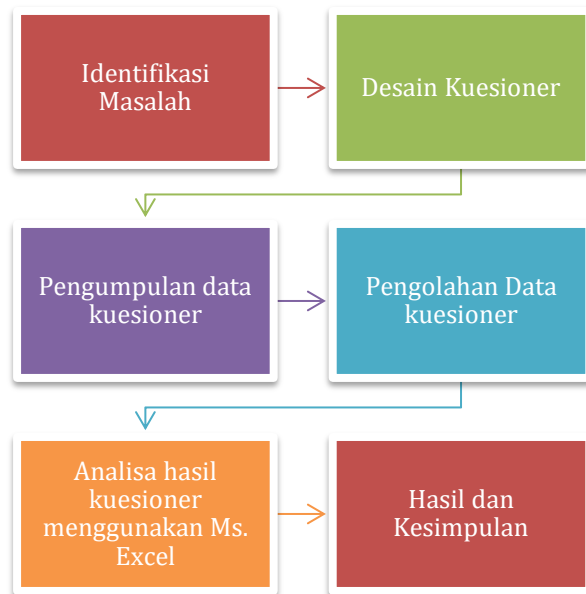 Identifikasi
Masalah
Desain Kuesioner
Pengumpulan data
kuesioner
Pengolahan Data
kuesioner
Analisa hasil
kuesioner
menggunakan Ms.
Excel
Hasil dan
Kesimpulan